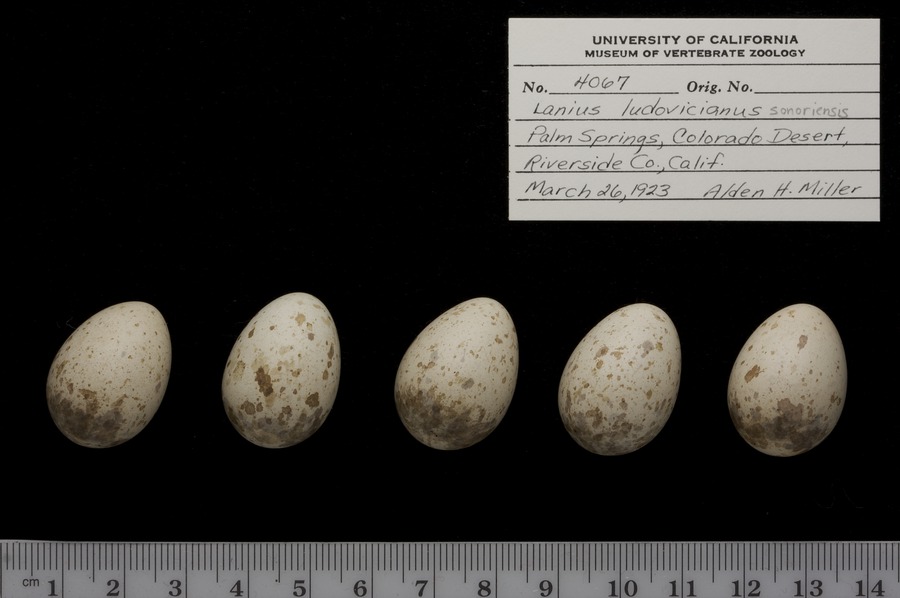 UNIVERSITY OF CALIFORNIA
MUSEUM OF VERTEBRATE ZOOLOGY
No. 4067 Orig. No.
Lanius ludovicianus sonoriensis
Palm Springs, Colorado Desert,
Riverside Co., Calif.
March 26, 1923 Alden H. Miller
cm 1 2 3 4 5 6 7 8 9 10 11 12 13 14